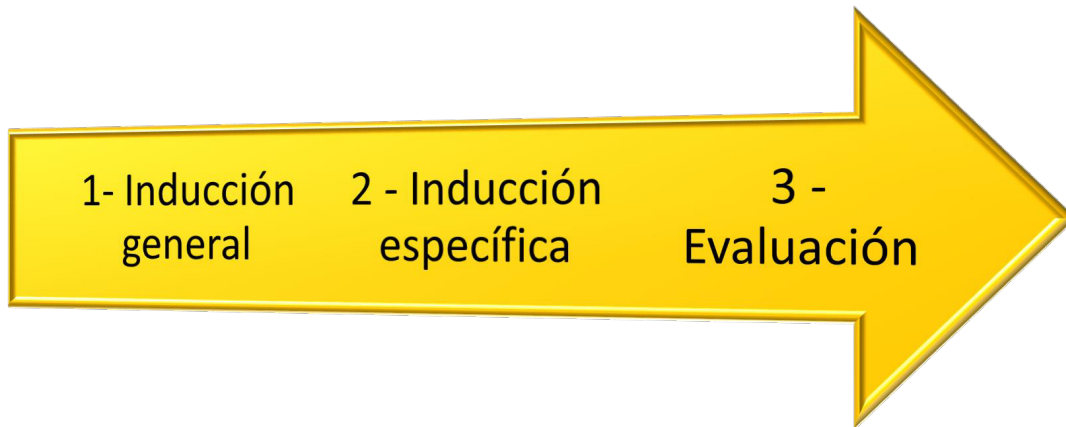 1- Inducción
general
2 - Inducción
específica
3 -
Evaluación